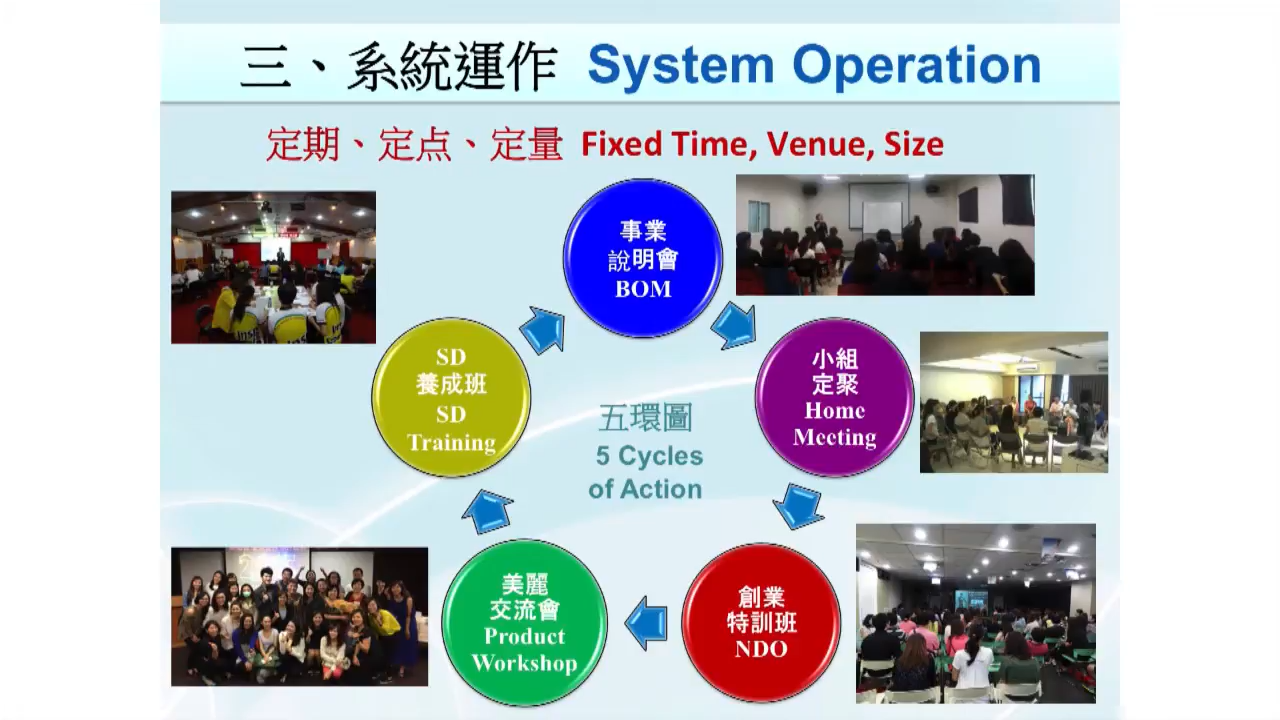 三、系統運作 System Operation
定期、定点、定量 Fixed Time, Venue, Size
事業
說明會
BOM
小組
定聚
Home
Meeting
創業
特訓班
NDO
美麗
交流會
Product
Workshop
SD
養成班
SD
Training
五環圖
5 Cycles
of Action